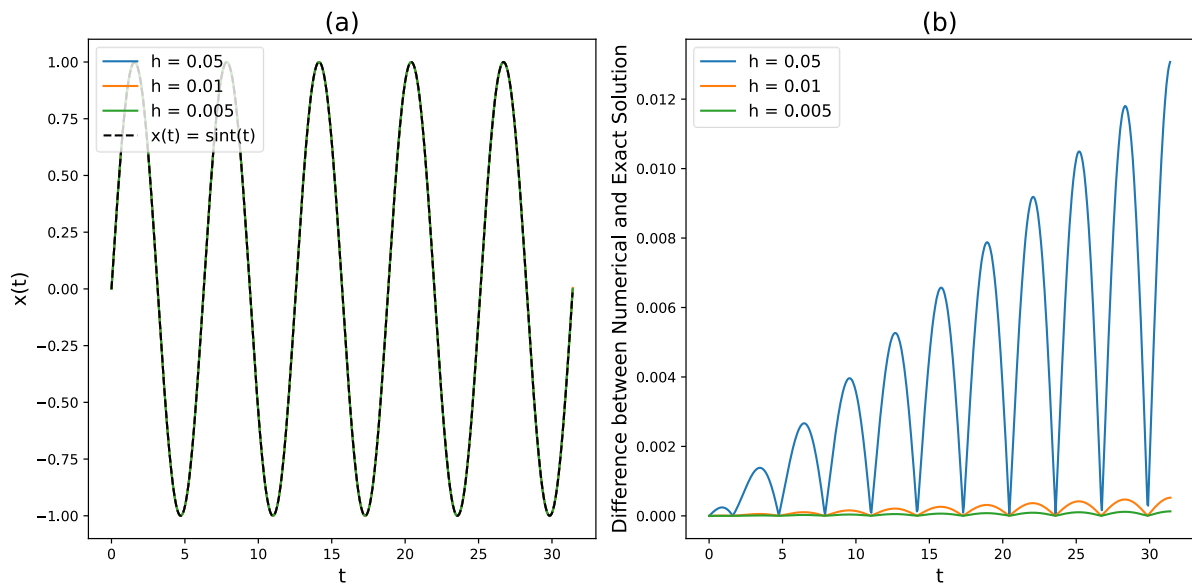 (a)
h = 0.05
h = 0.01
h = 0.005
x(t) = sint(t)
1.00
0.75
0.50
0.25
0.00
−0.25
−0.50
−0.75
−1.00
x(t)
0 5 10 15 20 25 30
t
(b)
h = 0.05
h = 0.01
h = 0.005
0.012
0.010
0.008
0.006
0.004
0.002
0.000
Difference between Numerical and Exact Solution
0 5 10 15 20 25 30
t